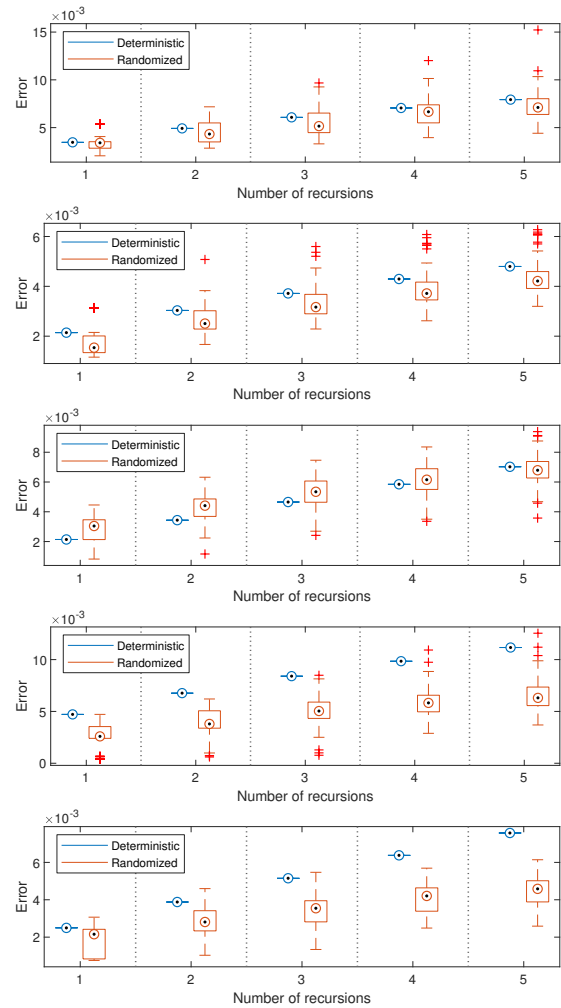 ×10⁻³
15
10
5
Error
Deterministic
Randomized
1 2 3 4 5
Number of recursions
×10⁻³
6
4
2
Error
Deterministic
Randomized
1 2 3 4 5
Number of recursions
×10⁻³
8
6
4
2
Error
Deterministic
Randomized
1 2 3 4 5
Number of recursions
×10⁻³
10
5
0
Error
Deterministic
Randomized
1 2 3 4 5
Number of recursions
×10⁻³
6
4
2
Error
Deterministic
Randomized
1 2 3 4 5
Number of recursions